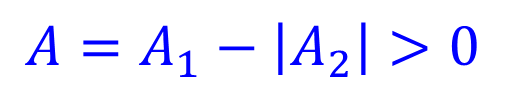 A = A₁ − |A₂| > 0